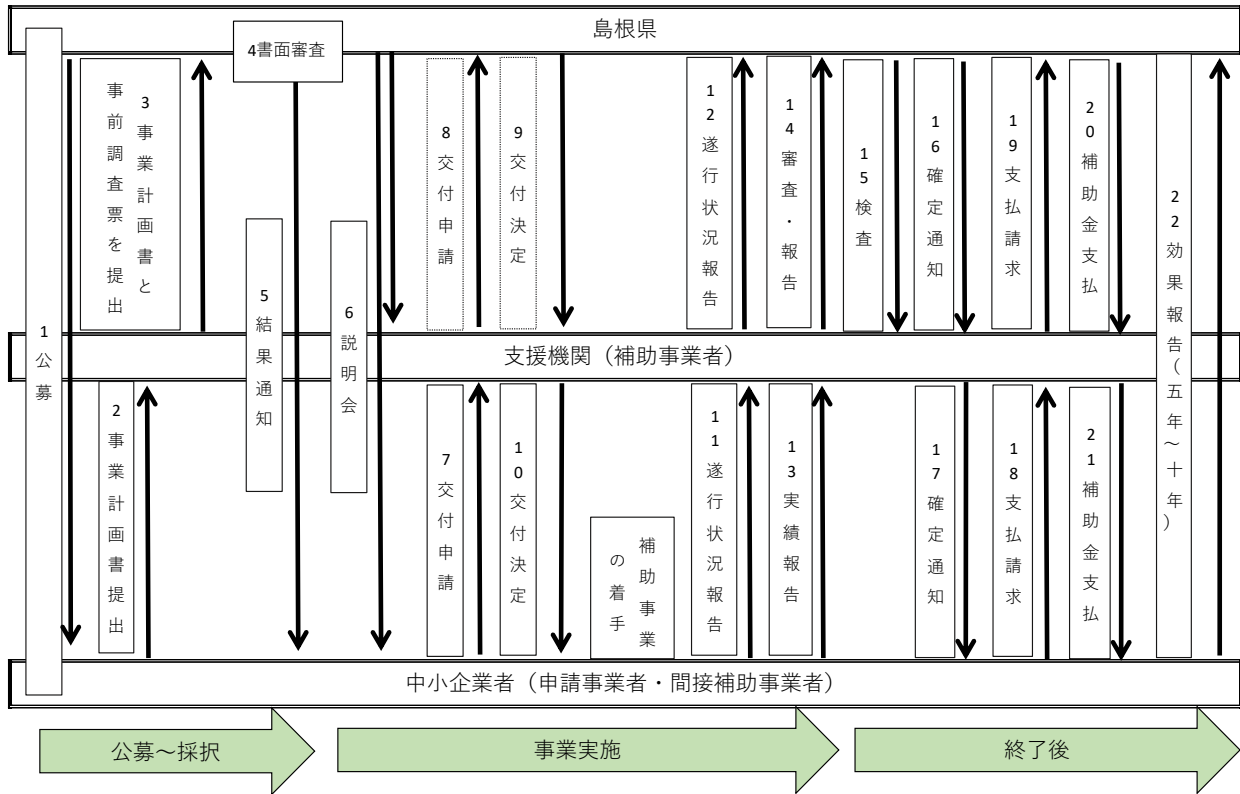 島根県
1公募
3事業計画書と
事前調査票を提出
4書面審査
5結果通知
6説明会
8交付申請
9交付決定
12遂行状況報告
14審査・報告
15検査
16確定通知
19支払請求
20補助金支払
22効果報告(五年～十年)
支援機関（補助事業者）
2事業計画書提出
7交付申請
10交付決定
補助事業
の着手
11遂行状況報告
13実績報告
17確定通知
18支払請求
21補助金支払
中小企業者（申請事業者・間接補助事業者）
公募～採択
事業実施
終了後